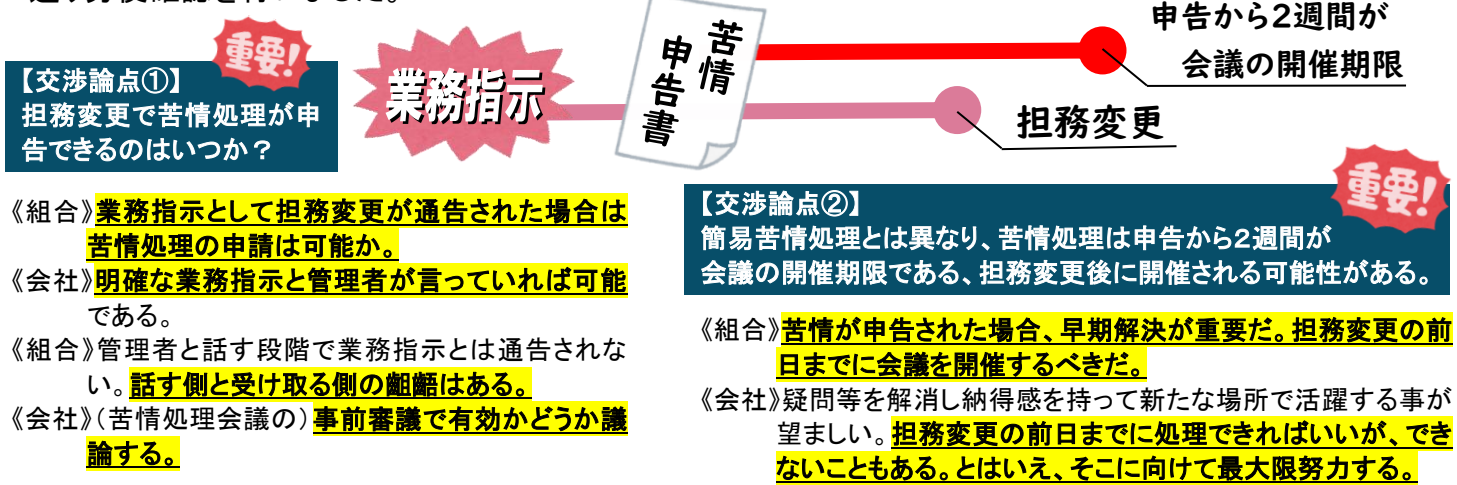 重要!
【交渉論点①】
担務変更で苦情処理が申
告できるのはいつか？
業務指示
苦情
申告書
申告から2週間が
会議の開催期限
担務変更
《組合》業務指示として担務変更が通告された場合は
苦情処理の申請は可能か。
《会社》明確な業務指示と管理者が言っていれば可能
である。
《組合》管理者と話す段階で業務指示とは通告されな
い。話す側と受け取る側の齟齬はある。
《会社》（苦情処理会議の）事前審議で有効かどうか議
論する。
重要!
【交渉論点②】
簡易苦情処理とは異なり、苦情処理は申告から2週間が
会議の開催期限である、担務変更後に開催される可能性がある。
《組合》苦情が申告された場合、早期解決が重要だ。担務変更の前
日までに会議を開催するべきだ。
《会社》疑問等を解消し納得感を持って新たな場所で活躍する事が
望ましい。担務変更の前日までに処理できればいいが、でき
ないこともある。とはいえ、そこに向けて最大限努力する。